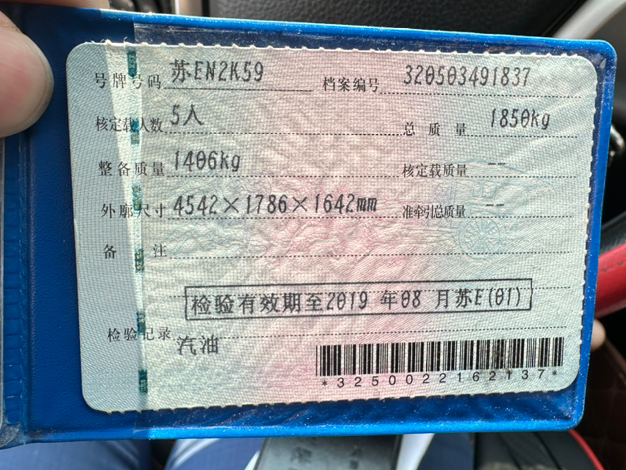 号牌号码 苏EN2K59 档案编号 320503491837
核定载人数 5人 总质量 1850kg
整备质量 1406kg 核定载质量 --
外廓尺寸 4542×1786×1642mm 准牵引总质量 --
备注
检验有效期至2019 年08 月苏E(01)
检验记录
汽油
*3250022162137*